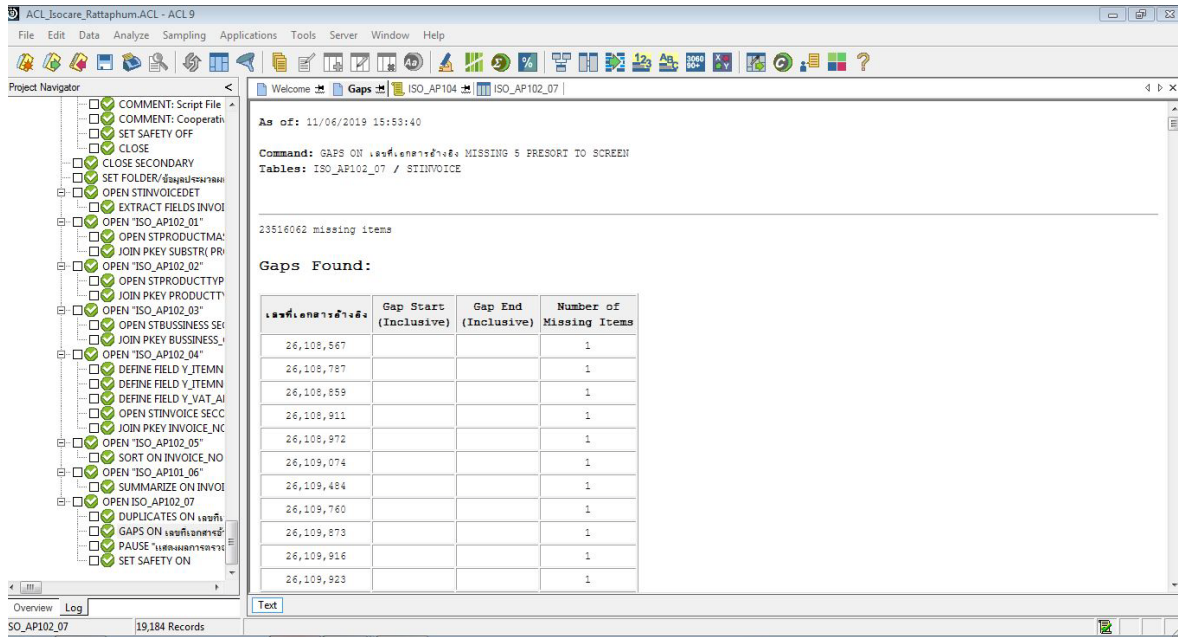 ACL_Isocare_Rattaphum.ACL - ACL 9
File Edit Data Analyze Sampling Applications Tools Server Window Help
Project Navigator
Welcome Gaps ISO_AP104 ISO_AP102_07
COMMENT: Script File
COMMENT: Cooperativ
SET SAFETY OFF
CLOSE
CLOSE SECONDARY
SET FOLDER/ข้อมูลประมวลผล
OPEN STINVOICEDET
EXTRACT FIELDS INVOI
OPEN "ISO_AP102_01"
OPEN STPRODUCTMA
JOIN PKEY SUBSTR( PR
OPEN "ISO_AP102_02"
OPEN STPRODUCTTYP
JOIN PKEY PRODUCTT
OPEN "ISO_AP102_03"
OPEN STBUSSINESS SE
JOIN PKEY BUSSINESS_
OPEN "ISO_AP102_04"
DEFINE FIELD Y_ITEMN
DEFINE FIELD Y_ITEMN
DEFINE FIELD Y_VAT_A
OPEN STINVOICE SECO
JOIN PKEY INVOICE_NO
OPEN "ISO_AP102_05"
SORT ON INVOICE_NO
OPEN "ISO_AP101_06"
SUMMARIZE ON INVOI
OPEN ISO_AP102_07
DUPLICATES ON เลขที่เ
GAPS ON เลขที่เอกสารอ้
PAUSE "แสดงผลการตรวจ
SET SAFETY ON
Overview Log
As of: 11/06/2019 15:53:40
Command: GAPS ON เลขที่เอกสารอ้างอิง MISSING 5 PRESORT TO SCREEN
Tables: ISO_AP102_07 / STINVOICE
23516062 missing items
Gaps Found:
เลขที่เอกสารอ้างอิง Gap Start (Inclusive) Gap End (Inclusive) Number of Missing Items
26,108,567 1
26,108,787 1
26,108,859 1
26,108,911 1
26,108,972 1
26,109,074 1
26,109,484 1
26,109,760 1
26,109,873 1
26,109,916 1
26,109,923 1
Text
ISO_AP102_07 19,184 Records